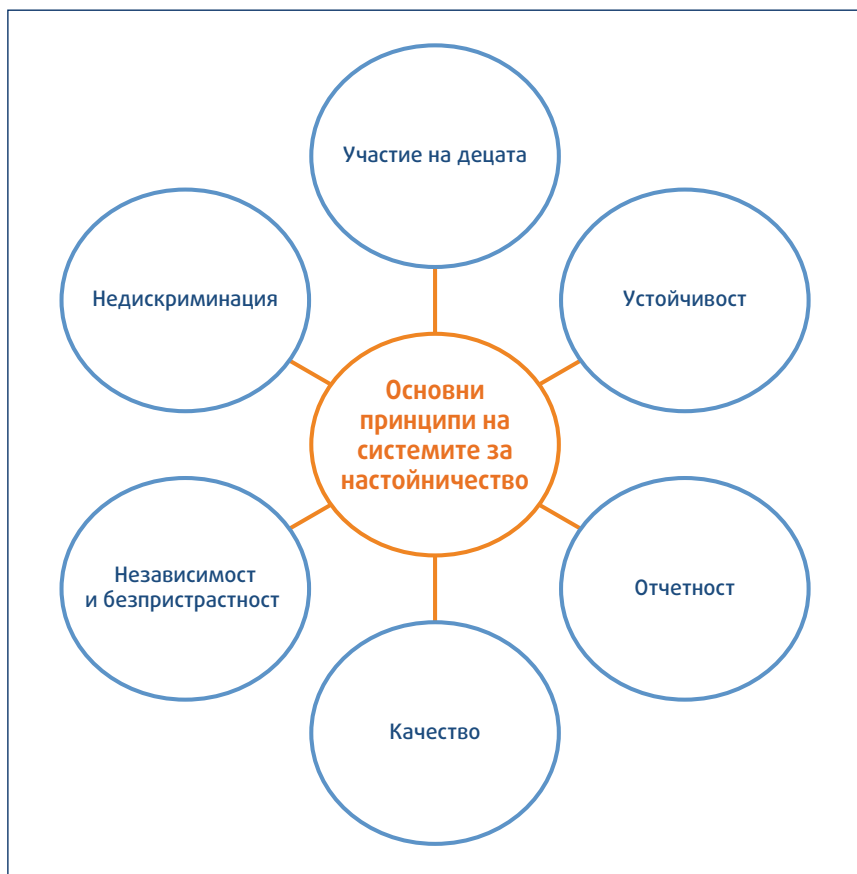 Участие на децата
Недискриминация
Устойчивост
Основни
принципи на
системите за
настойничество
Независимост
и безпристрастност
Отчетност
Качество